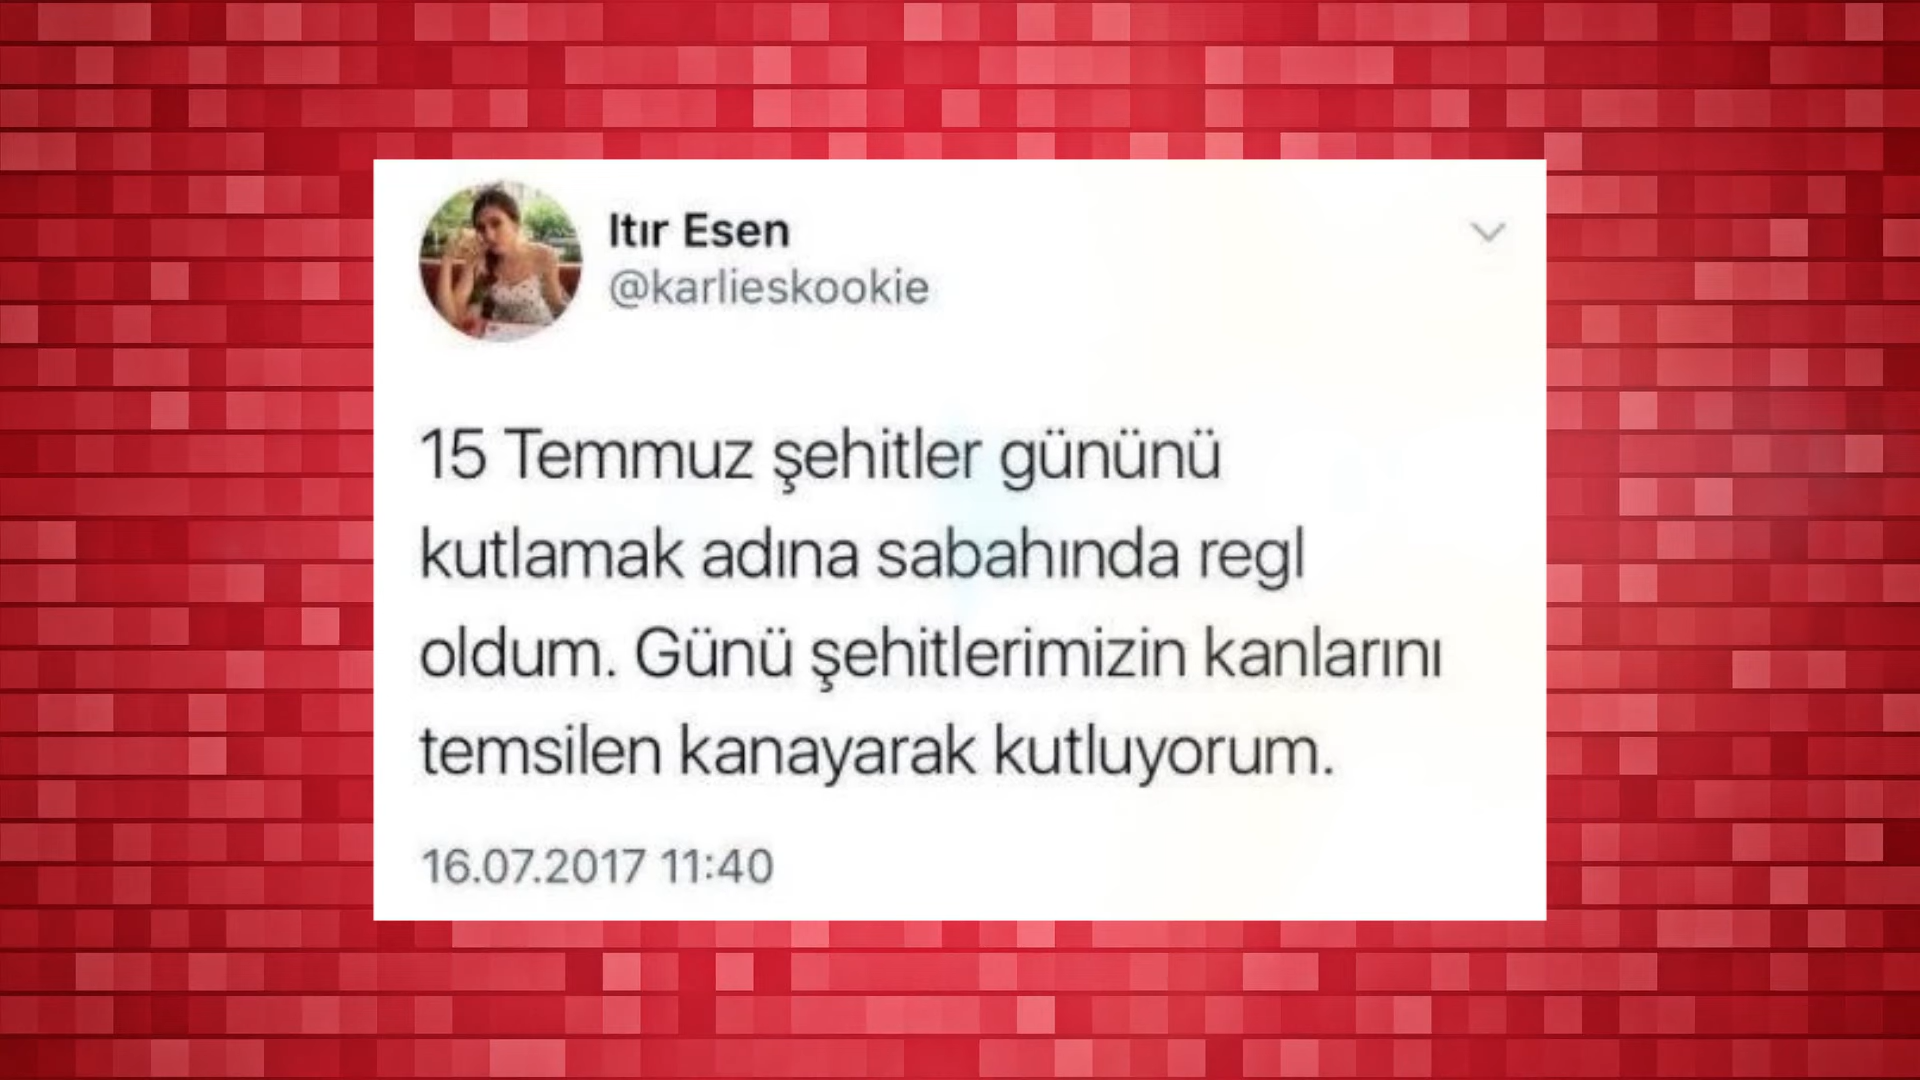 Itır Esen
@karlieskookie
15 Temmuz şehitler gününü
kutlamak adına sabahında regl
oldum. Günü şehitlerimizin kanlarını
temsilen kanayarak kutluyorum.
16.07.2017 11:40